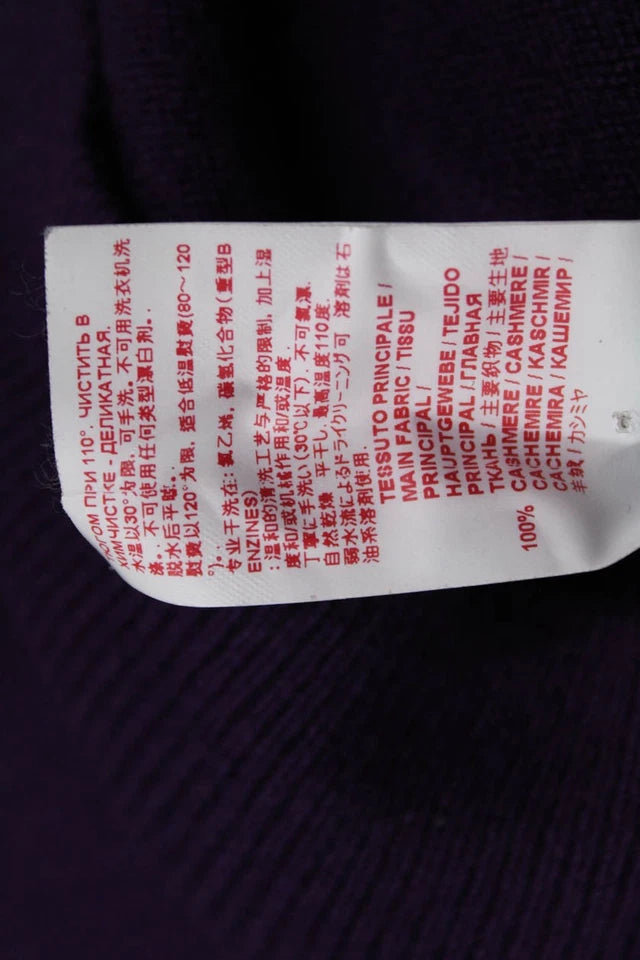 ПРИ 110°. ЧИСТИТЬ В
ХИМЧИСТКЕ - ДЕЛИКАТНАЯ.
水温以30°为限, 可手洗。不可用洗衣机洗
涤。. 不可使用任何类型漂白剂。.
脱水后平晾。.
熨烫以120°为限, 适合低温熨烫(80～120
°).
专业干洗在: 氯乙烯, 碳氢化合物(重型B
ENZINES)
: 温和的清洗工艺与严格的限制, 加上湿
度和/或机械作用和/或温度.
丁寧に手洗い(30℃以下). 不可氯漂.
自然乾燥. 平干し. 最高温度110度.
弱水流によるドライクリーニング可 溶剤は石
油系溶剤使用.
TESSUTO PRINCIPALE /
MAIN FABRIC / TISSU
PRINCIPAL /
HAUPTGEWEBE / TEJIDO
PRINCIPAL / ГЛАВНАЯ
ТКАНЬ / 主要织物 / 主要生地
100% CASHMERE / CASHMERE /
CACHEMIRE / KASCHMIR /
CACHEMIRA / КАШЕМИР /
羊绒 / カシミヤ